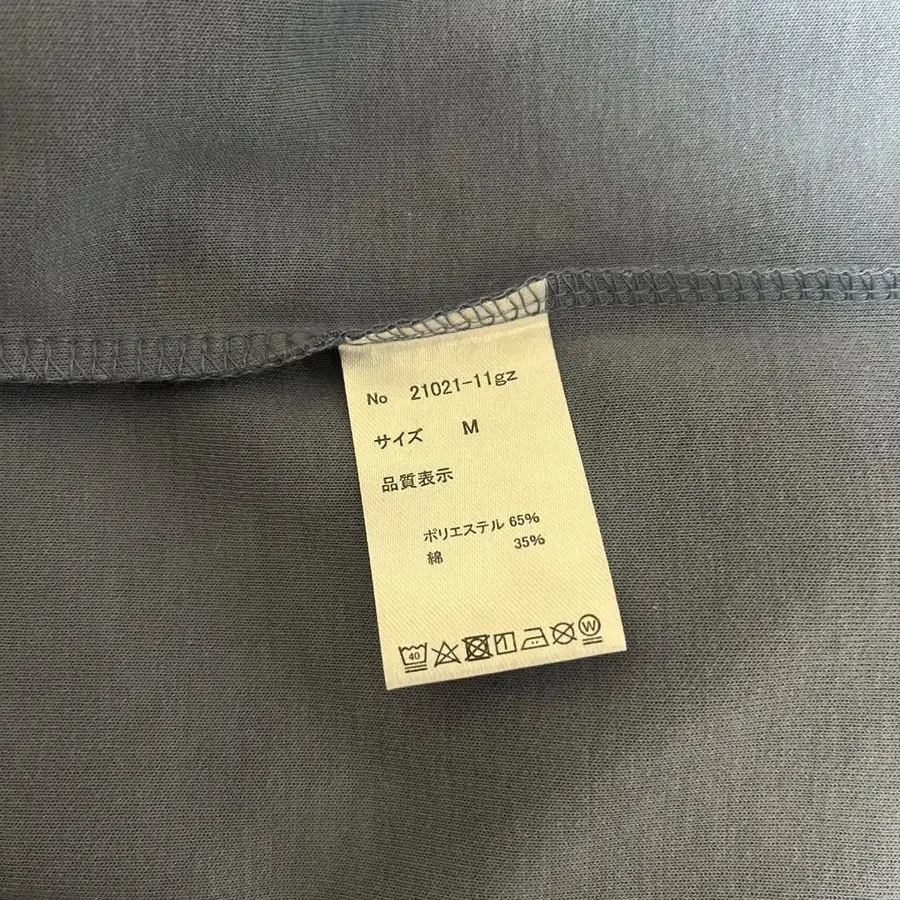 No 21021-11gz
サイズ M
品質表示
ポリエステル 65%
綿 35%
40 W